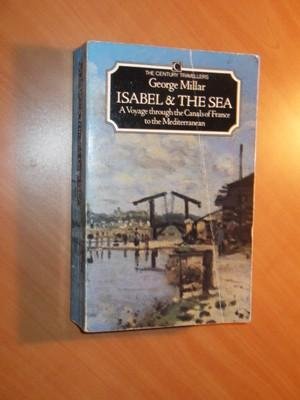 C
THE CENTURY TRAVELLERS
George Millar
ISABEL & THE SEA
A Voyage through the Canals of France
to the Mediterranean